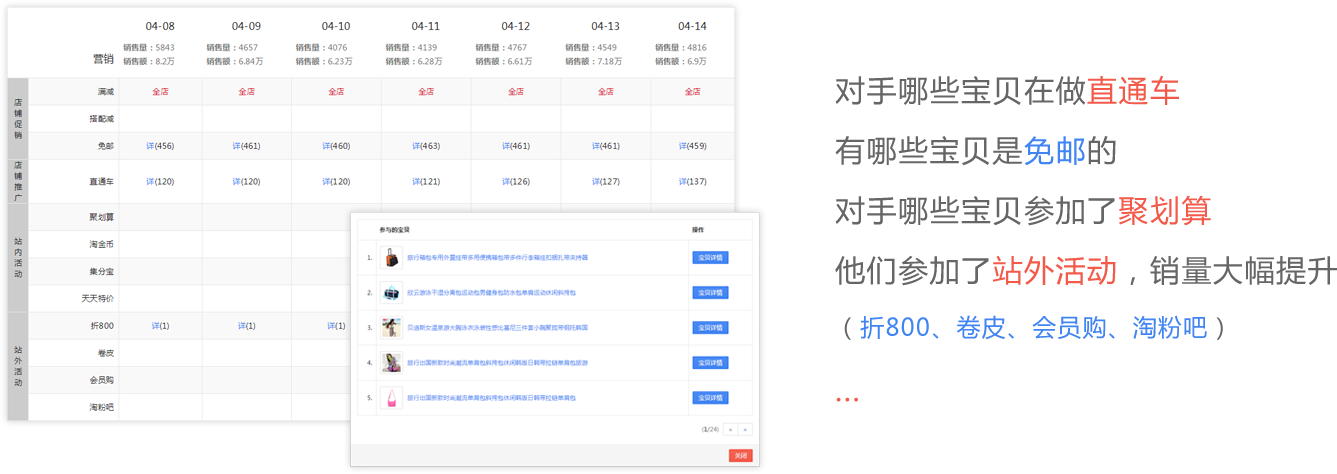 04-08 04-09 04-10 04-11 04-12 04-13 04-14
营销
销售量：5843 销售量：4657 销售量：4076 销售量：4139 销售量：4767 销售量：4549 销售量：4816
销售额：8.2万 销售额：6.84万 销售额：6.23万 销售额：6.28万 销售额：6.61万 销售额：7.18万 销售额：6.9万
店铺促销
满减 全店 全店 全店 全店 全店 全店 全店
搭配减
免邮 详(456) 详(461) 详(460) 详(463) 详(461) 详(461) 详(459)
店铺推广
直通车 详(120) 详(120) 详(120) 详(121) 详(126) 详(127) 详(137)
站内活动
聚划算
淘金币
集分宝
天天特价
站外活动
折800 详(1) 详(1) 详(1)
卷皮
会员购
淘粉吧
参与的宝贝 操作
1. 旅行箱包专用外置挂带多用便携箱包带多件行李箱挂扣捆扎带夹持器 宝贝详情
2. 欣云游泳干湿分离包运动包男健身包防水包单肩运动休闲斜挎包 宝贝详情
3. 贝洛斯女温泉游大胸泳衣泳装性感比基尼三件套小胸聚拢带钢托韩国 宝贝详情
4. 旅行出国新款时尚潮流单肩包斜挎包休闲韩版日韩带拉链单肩包旅游 宝贝详情
5. 旅行出国新款时尚潮流单肩包斜挎包休闲韩版日韩带拉链单肩包 宝贝详情
(1/24) « »
关闭
对手哪些宝贝在做直通车
有哪些宝贝是免邮的
对手哪些宝贝参加了聚划算
他们参加了站外活动，销量大幅提升
（折800、卷皮、会员购、淘粉吧）
...